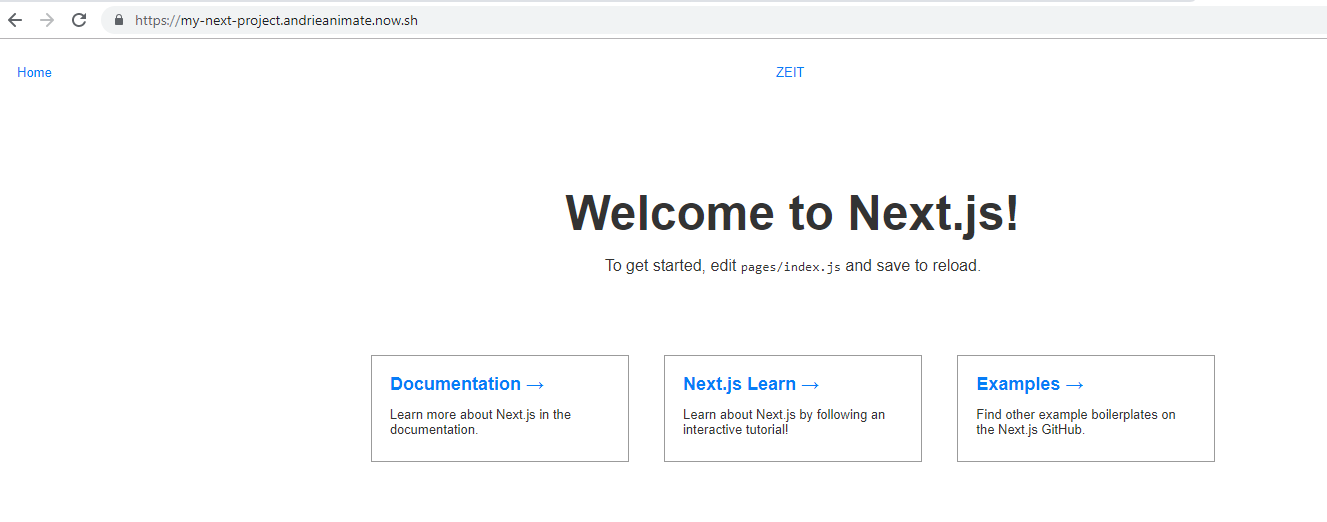 https://my-next-project.andrieanimate.now.sh
Home ZEIT
Welcome to Next.js!
To get started, edit pages/index.js and save to reload.
Documentation →
Learn more about Next.js in the
documentation.
Next.js Learn →
Learn about Next.js by following an
interactive tutorial!
Examples →
Find other example boilerplates on
the Next.js GitHub.